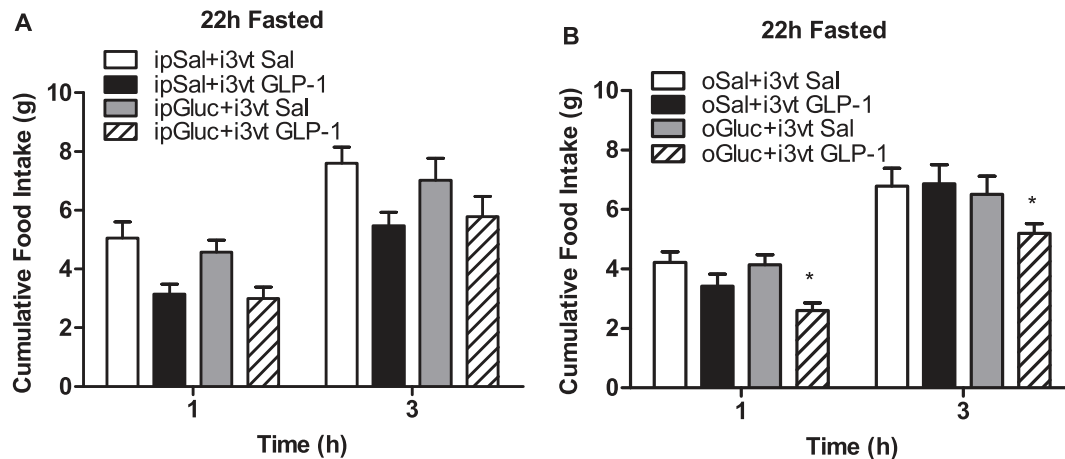 A
22h Fasted
ipSal+i3vt Sal
ipSal+i3vt GLP-1
ipGluc+i3vt Sal
ipGluc+i3vt GLP-1
Cumulative Food Intake (g)
10
8
6
4
2
0
1
3
Time (h)
B
22h Fasted
oSal+i3vt Sal
oSal+i3vt GLP-1
oGluc+i3vt Sal
oGluc+i3vt GLP-1
Cumulative Food Intake (g)
10
8
6
4
2
0
*
*
1
3
Time (h)